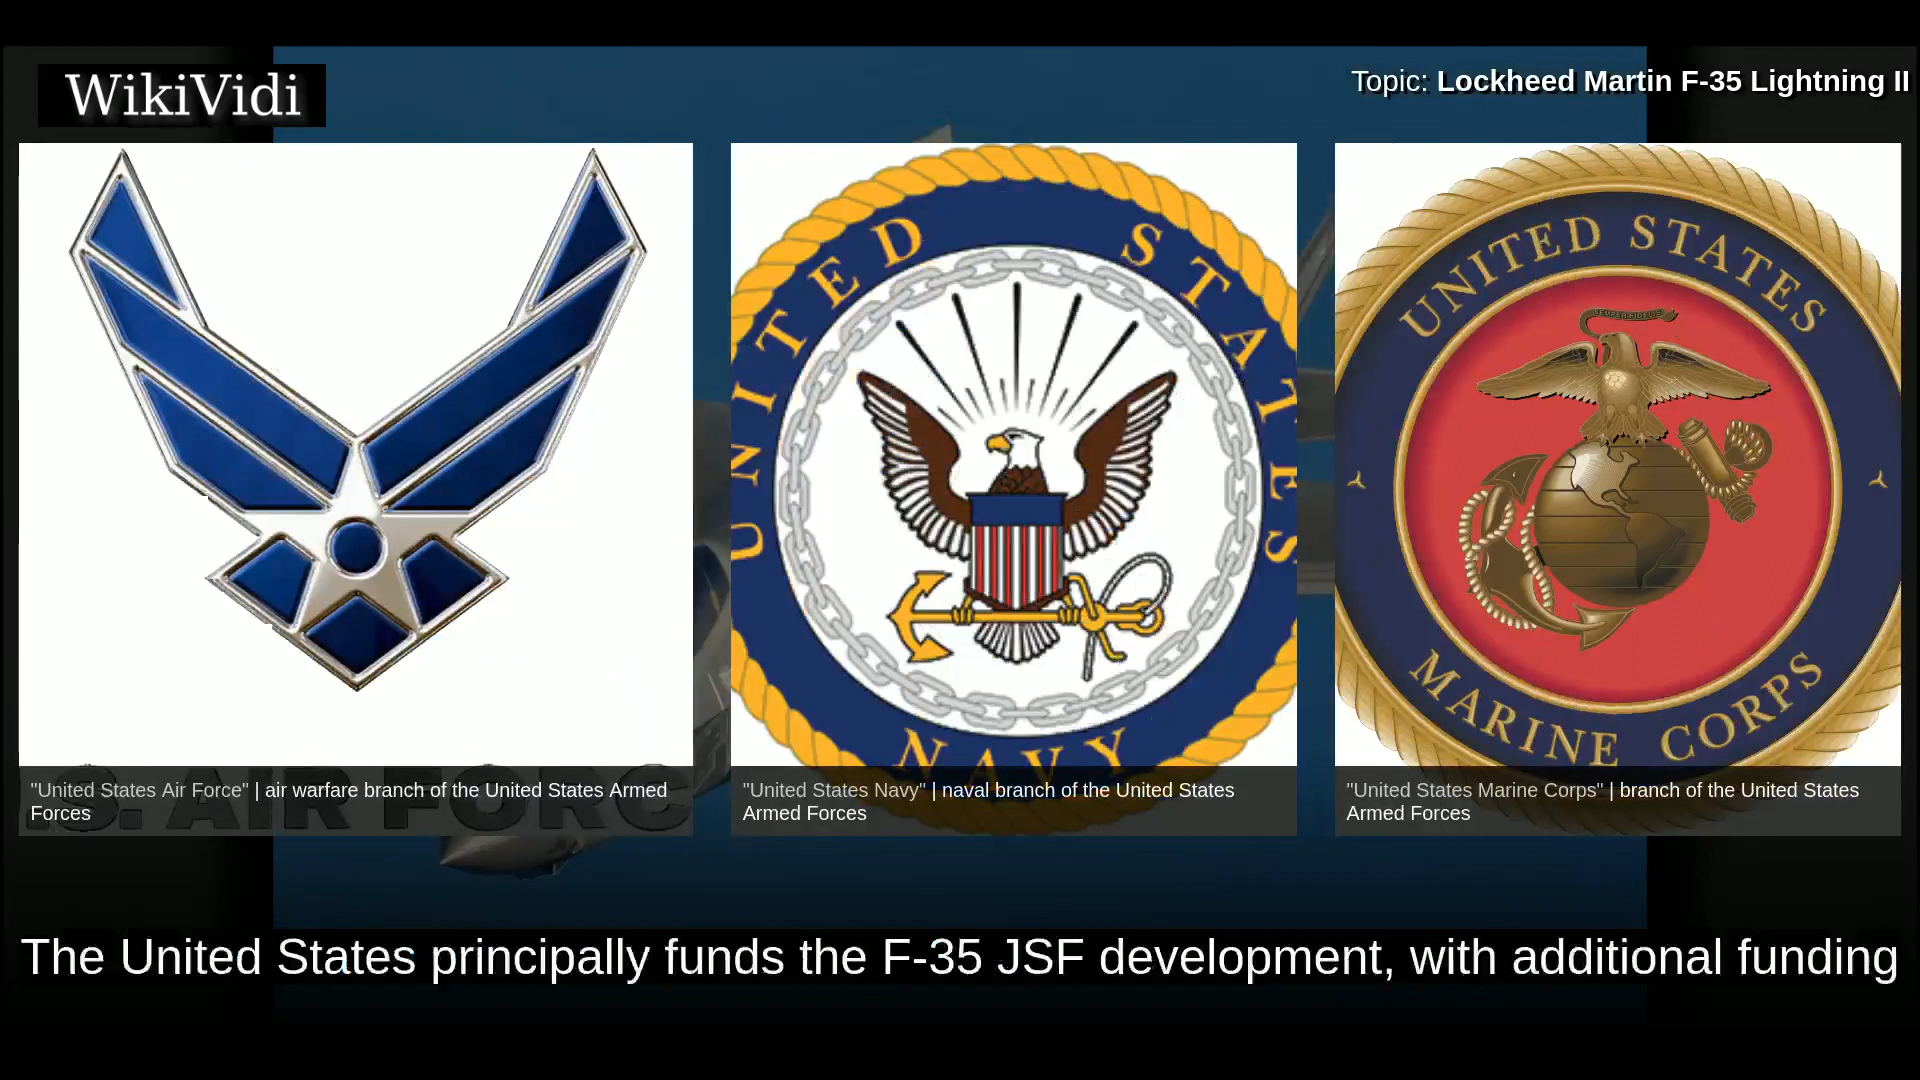 WikiVidi
Topic: Lockheed Martin F-35 Lightning II
UNITED STATES
NAVY
UNITED STATES
SEMPER FIDELIS
MARINE CORPS
S. AIR FORC
"United States Air Force" | air warfare branch of the United States Armed
Forces
"United States Navy" | naval branch of the United States
Armed Forces
"United States Marine Corps" | branch of the United States
Armed Forces
The United States principally funds the F-35 JSF development, with additional funding